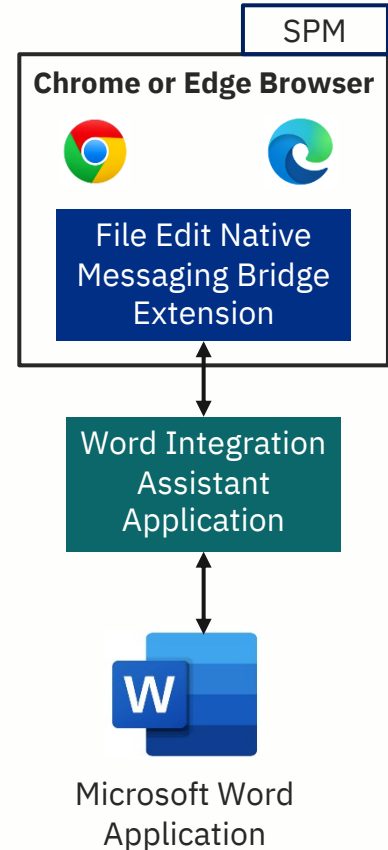 SPM
Chrome or Edge Browser
File Edit Native
Messaging Bridge
Extension
Word Integration
Assistant
Application
W
Microsoft Word
Application